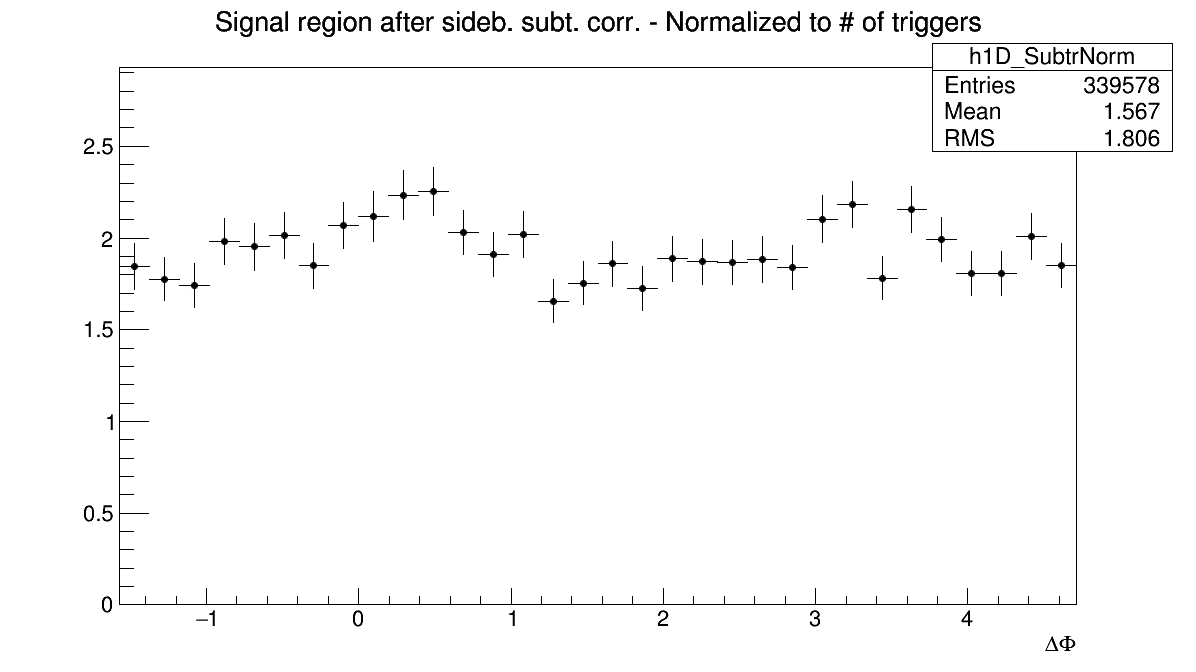 Signal region after sideb. subt. corr. - Normalized to # of triggers
h1D_SubtrNorm
Entries 339578
Mean 1.567
RMS 1.806
2.5
2
1.5
1
0.5
0
−1 0 1 2 3 4
ΔΦ